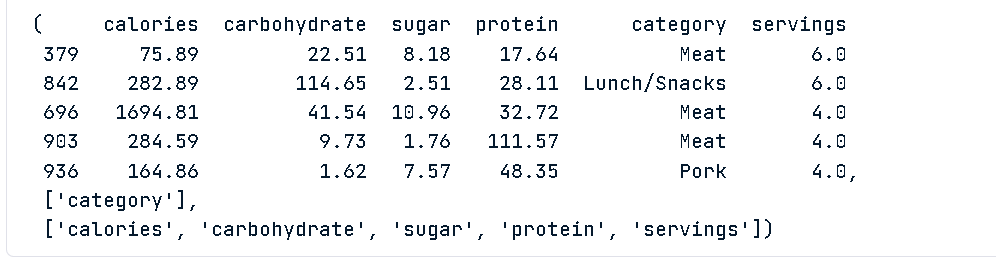 (     calories  carbohydrate  sugar  protein      category  servings
 379     75.89         22.51   8.18    17.64          Meat       6.0
 842    282.89        114.65   2.51    28.11  Lunch/Snacks       6.0
 696   1694.81         41.54  10.96    32.72          Meat       4.0
 903    284.59          9.73   1.76   111.57          Meat       4.0
 936    164.86          1.62   7.57    48.35          Pork       4.0,
 ['category'],
 ['calories', 'carbohydrate', 'sugar', 'protein', 'servings'])